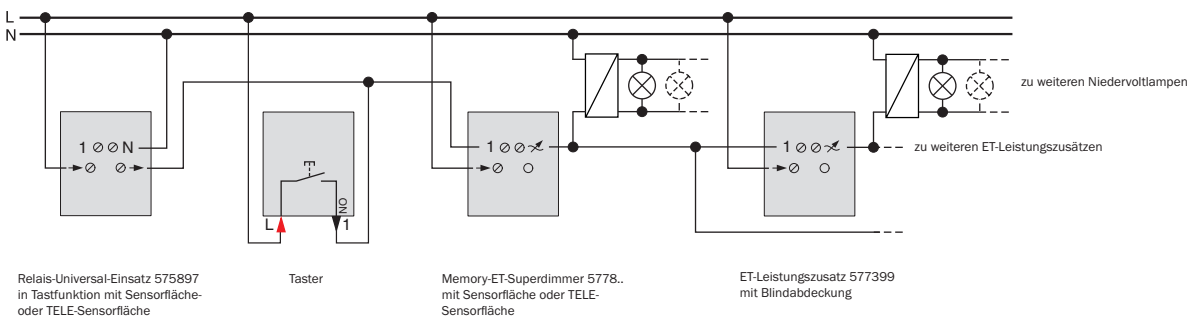 L
N
zu weiteren Niedervoltlampen
1 N
1
1
zu weiteren ET-Leistungszusätzen
E
ON
L 1
Relais-Universal-Einsatz 575897
in Tastfunktion mit Sensorfläche-
oder TELE-Sensorfläche
Taster
Memory-ET-Superdimmer 5778..
mit Sensorfläche oder TELE-
Sensorfläche
ET-Leistungszusatz 577399
mit Blindabdeckung